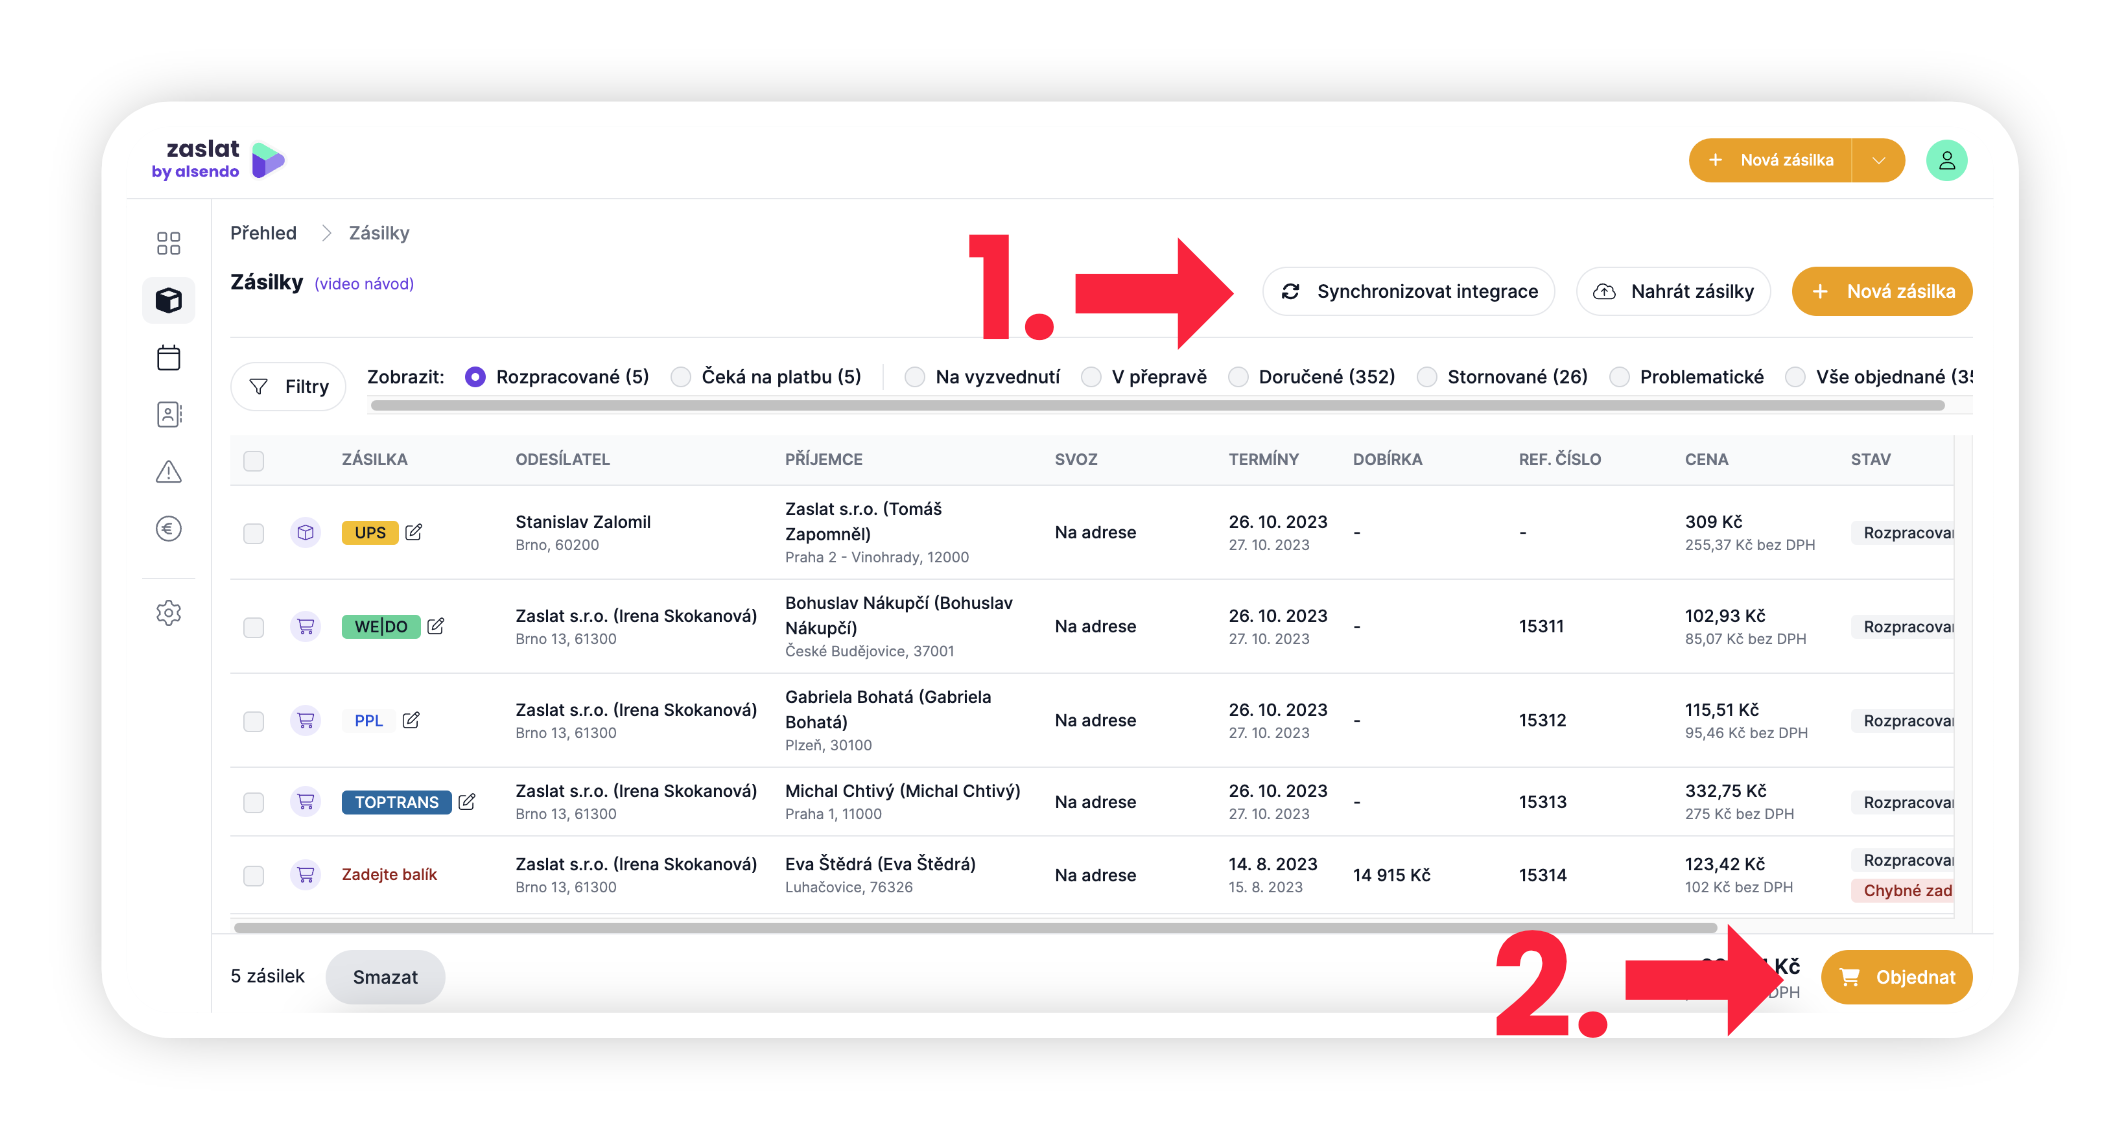 zaslat
by alsendo
+ Nová zásilka
Přehled > Zásilky
Zásilky (video návod)
1.
Synchronizovat integrace
Nahrát zásilky
+ Nová zásilka
Filtry
Zobrazit: Rozpracované (5) Čeká na platbu (5) Na vyzvednutí V přepravě Doručené (352) Stornované (26) Problematické Vše objednané (35
ZÁSILKA ODESÍLATEL PŘÍJEMCE SVOZ TERMÍNY DOBÍRKA REF. ČÍSLO CENA STAV
UPS
Stanislav Zalomil
Brno, 60200
Zaslat s.r.o. (Tomáš
Zapomněl)
Praha 2 - Vinohrady, 12000
Na adrese
26. 10. 2023
27. 10. 2023
-
-
309 Kč
255,37 Kč bez DPH
Rozpracova
WE|DO
Zaslat s.r.o. (Irena Skokanová)
Brno 13, 61300
Bohuslav Nákupčí (Bohuslav
Nákupčí)
České Budějovice, 37001
Na adrese
26. 10. 2023
27. 10. 2023
-
15311
102,93 Kč
85,07 Kč bez DPH
Rozpracova
PPL
Zaslat s.r.o. (Irena Skokanová)
Brno 13, 61300
Gabriela Bohatá (Gabriela
Bohatá)
Plzeň, 30100
Na adrese
26. 10. 2023
27. 10. 2023
-
15312
115,51 Kč
95,46 Kč bez DPH
Rozpracova
TOPTRANS
Zaslat s.r.o. (Irena Skokanová)
Brno 13, 61300
Michal Chtivý (Michal Chtivý)
Praha 1, 11000
Na adrese
26. 10. 2023
27. 10. 2023
-
15313
332,75 Kč
275 Kč bez DPH
Rozpracova
Zadejte balík
Zaslat s.r.o. (Irena Skokanová)
Brno 13, 61300
Eva Štědrá (Eva Štědrá)
Luhačovice, 76326
Na adrese
14. 8. 2023
15. 8. 2023
14 915 Kč
15314
123,42 Kč
102 Kč bez DPH
Rozpracova
Chybné zad
5 zásilek
Smazat
2.
Kč
DPH
Objednat